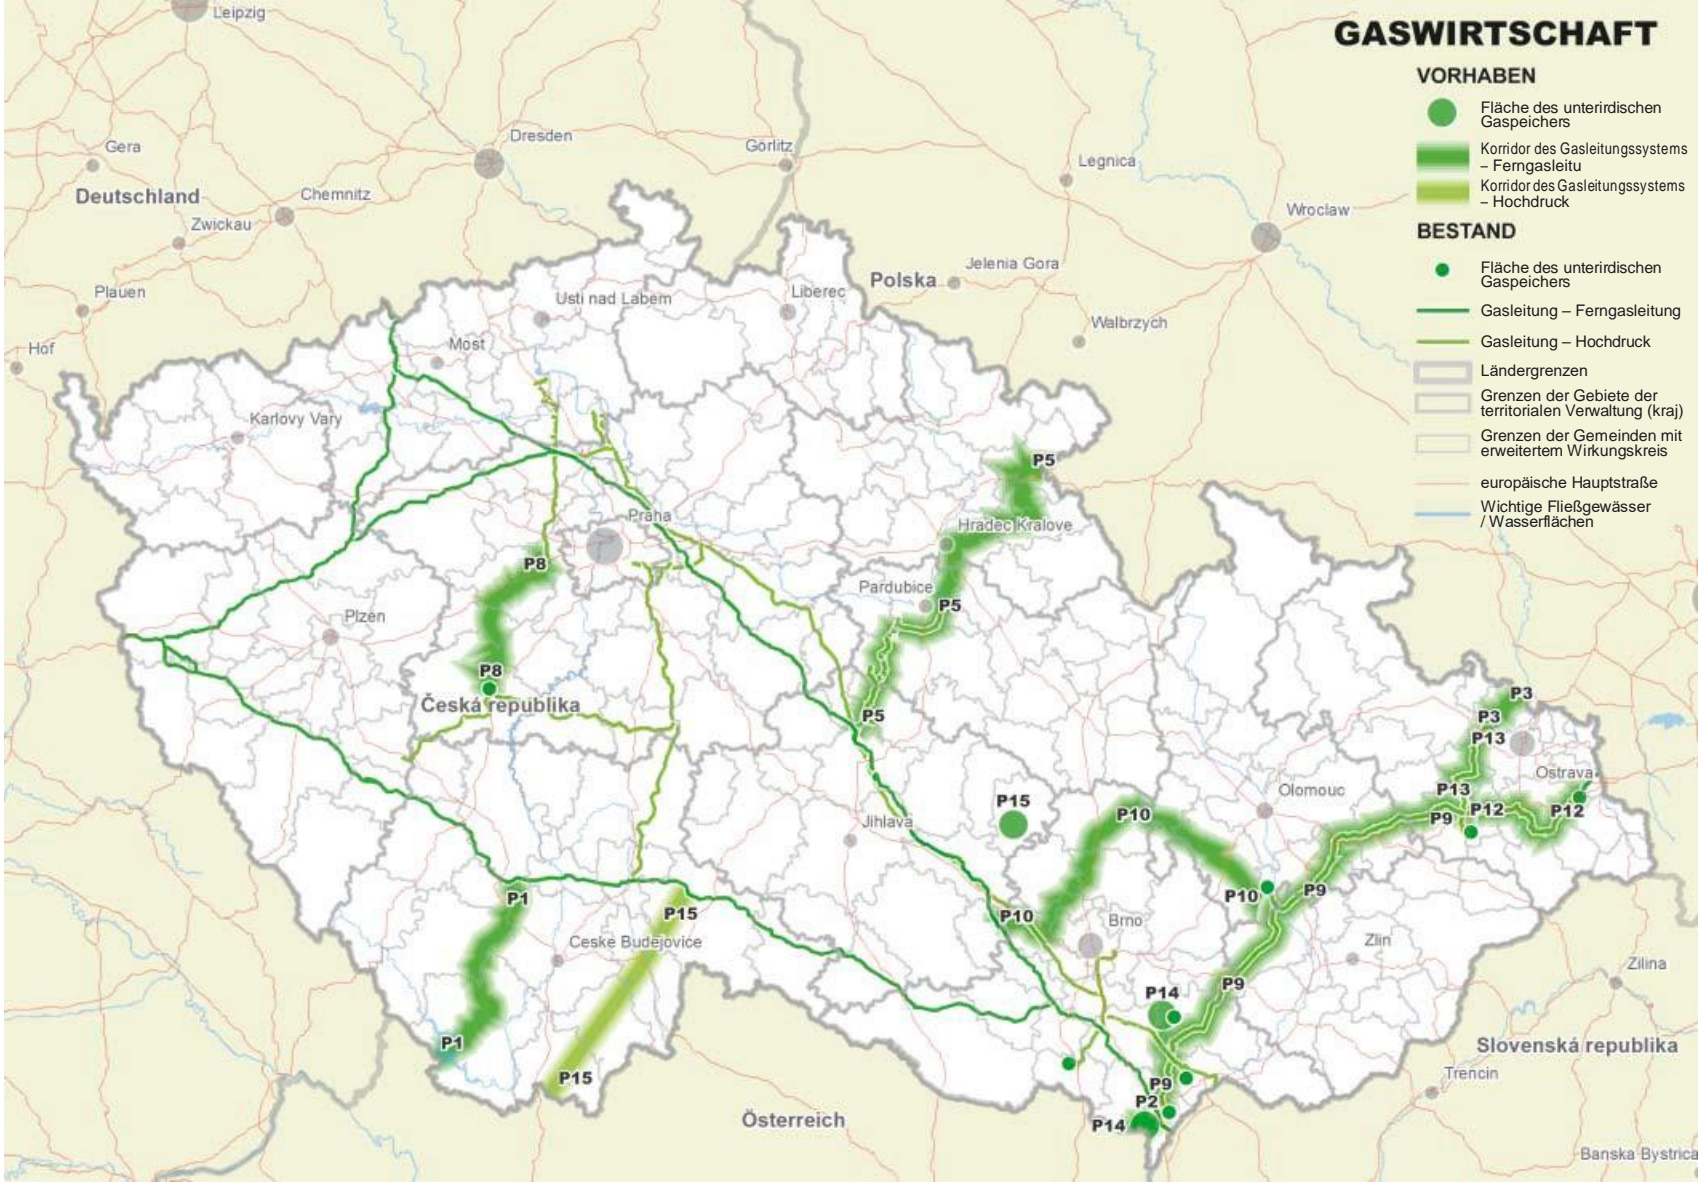 GASWIRTSCHAFT
VORHABEN
Fläche des unterirdischen
Gaspeichers
Korridor des Gasleitungssystems
– Ferngasleitu
Korridor des Gasleitungssystems
– Hochdruck
BESTAND
Fläche des unterirdischen
Gaspeichers
Gasleitung – Ferngasleitung
Gasleitung – Hochdruck
Ländergrenzen
Grenzen der Gebiete der
territorialen Verwaltung (kraj)
Grenzen der Gemeinden mit
erweitertem Wirkungskreis
europäische Hauptstraße
Wichtige Fließgewässer
/ Wasserflächen
Leipzig
Dresden
Görlitz
Gera
Legnica
Deutschland
Chemnitz
Zwickau
Wroclaw
Jelenia Gora
Polska
Plauen
Usti nad Labem
Liberec
Walbrzych
Hof
Most
Karlovy Vary
P5
Praha
Hradec Kralove
P8
Pardubice
P5
Plzen
P8
Česká republika
P5
P3
P3
P13
Ostrava
P13
Olomouc
P15
P12
P12
P9
P10
Jihlava
P9
P10
P1
P15
P10
Brno
Ceske Budejovice
Zlin
Zilina
P9
P14
P1
Slovenská republika
Trencin
P15
P9
P2
Österreich
P14
Banska Bystrica